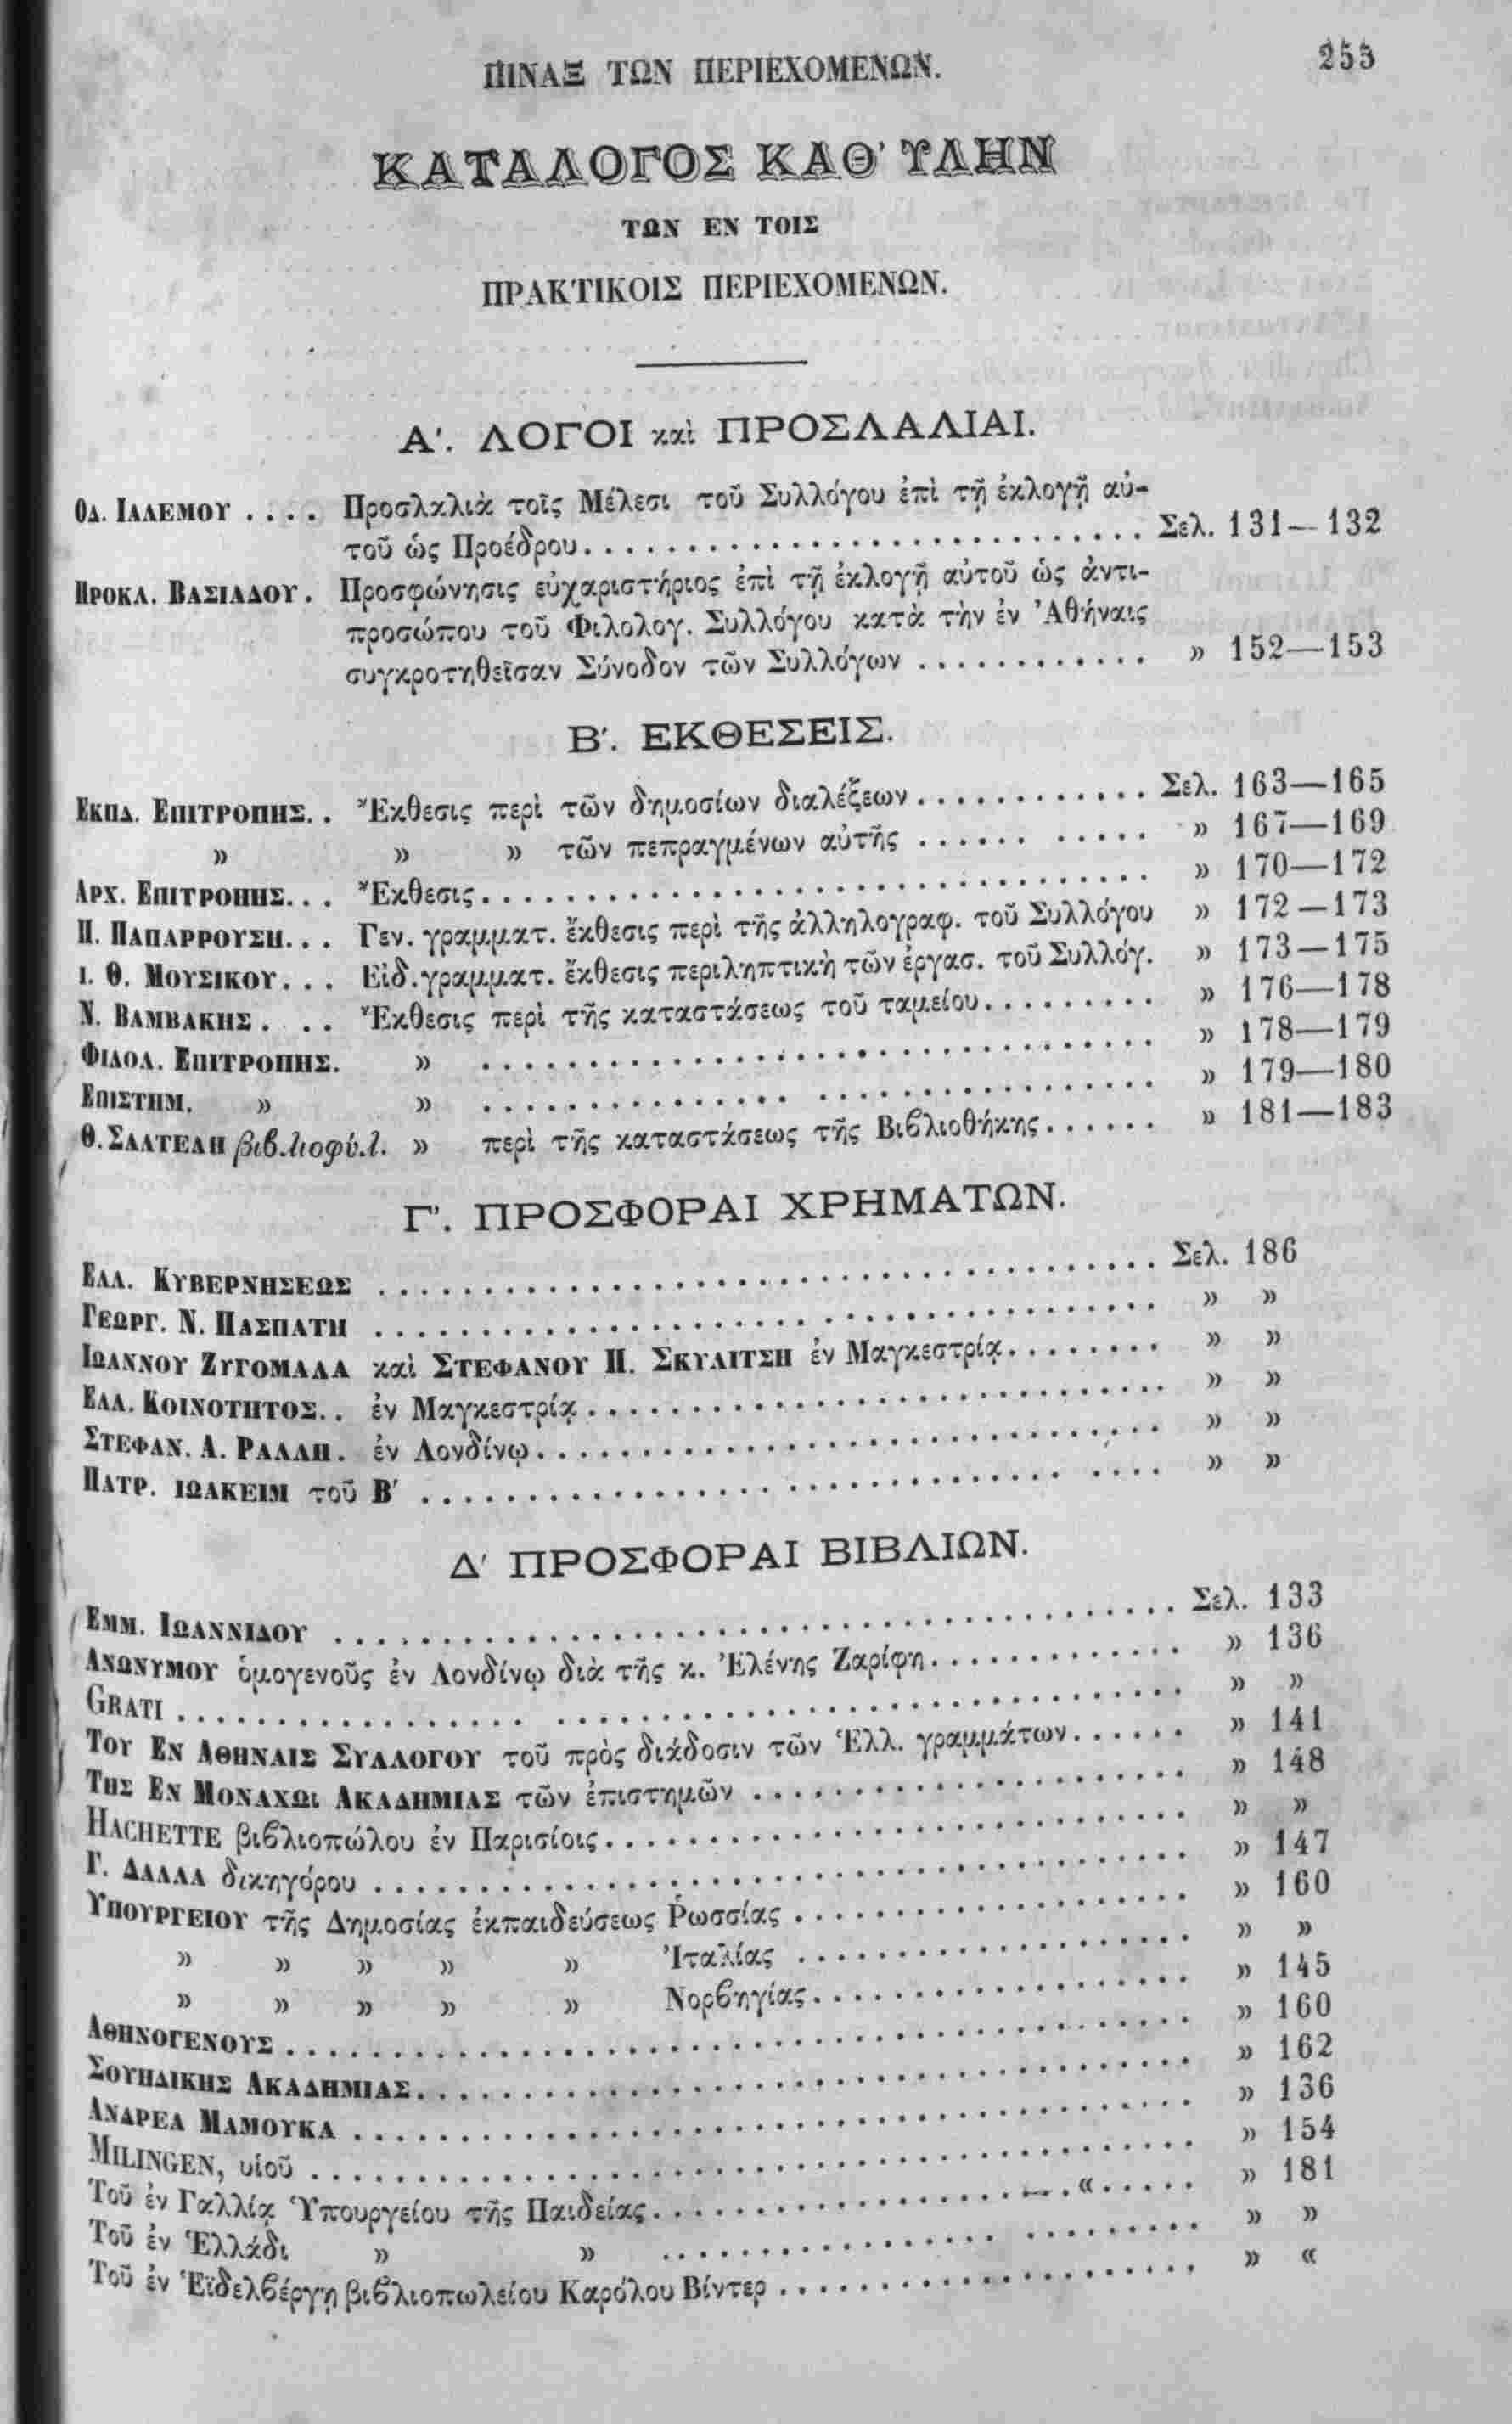 ΠΙΝΑΞ ΤΩΝ ΠΕΡΙΕΧΟΜΕΝΩΝ. 253
ΚΑΤΑΛΟΓΟΣ ΚΑΘ' ΥΛΗΝ
ΤΩΝ ΕΝ ΤΟΙΣ
ΠΡΑΚΤΙΚΟΙΣ ΠΕΡΙΕΧΟΜΕΝΩΝ.
Α'. ΛΟΓΟΙ καὶ ΠΡΟΣΛΑΛΙΑΙ.
ΟΔ. ΙΑΛΕΜΟΥ .... Προσλαλιὰ τοῖς Μέλεσι τοῦ Συλλόγου ἐπὶ τῇ ἐκλογῇ αὐ-
τοῦ ὡς Προέδρου............................ Σελ. 131—132
ΠΡΟΚΛ. ΒΑΣΙΑΔΟΥ. Προσφώνησις εὐχαριστήριος ἐπὶ τῇ ἐκλογῇ αὐτοῦ ὡς ἀντι-
προσώπου τοῦ Φιλολογ. Συλλόγου κατὰ τὴν ἐν Ἀθήναις
συγκροτηθεῖσαν Σύνοδον τῶν Συλλόγων ............ » 152—153
Β'. ΕΚΘΕΣΕΙΣ.
ΕΚΠΔ. ΕΠΙΤΡΟΠΗΣ.. Ἔκθεσις περὶ τῶν δημοσίων διαλέξεων............ Σελ. 163—165
» » » τῶν πεπραγμένων αὐτῆς ...... ..... » 167—169
ΑΡΧ. ΕΠΙΤΡΟΠΗΣ... Ἔκθεσις................................ » 170—172
Π. ΠΑΠΑΡΡΟΥΣΗ... Γεν. γραμματ. ἔκθεσις περὶ τῆς ἀλληλογραφ. τοῦ Συλλόγου » 172—173
Ι. Θ. ΜΟΥΣΙΚΟΥ... Εἰδ. γραμματ. ἔκθεσις περιληπτικὴ τῶν ἐργασ. τοῦ Συλλόγ. » 173—175
Ν. ΒΑΜΒΑΚΗΣ. ... Ἔκθεσις περὶ τῆς καταστάσεως τοῦ ταμείου......... » 176—178
ΦΙΛΟΛ. ΕΠΙΤΡΟΠΗΣ. » ................................ » 178—179
ΕΠΙΣΤΗΜ. » » ................................ » 179—180
Θ. ΣΑΛΤΕΛΗ βιβλιοφύλ. » περὶ τῆς καταστάσεως τῆς Βιβλιοθήκης...... » 181—183
Γ'. ΠΡΟΣΦΟΡΑΙ ΧΡΗΜΑΤΩΝ.
ΕΛΛ. ΚΥΒΕΡΝΗΣΕΩΣ .................................... Σελ. 186
ΓΕΩΡΓ. Ν. ΠΑΣΠΑΤΗ .................................... » »
ΙΩΑΝΝΟΥ ΖΥΓΟΜΑΛΑ καὶ ΣΤΕΦΑΝΟΥ Π. ΣΚΥΛΙΤΣΗ ἐν Μαγκεστρίᾳ........ » »
ΕΛΛ. ΚΟΙΝΟΤΗΤΟΣ.. ἐν Μαγκεστρίᾳ............................ » »
ΣΤΕΦΑΝ. Α. ΡΑΛΛΗ. ἐν Λονδίνῳ.............................. » »
ΠΑΤΡ. ΙΩΑΚΕΙΜ τοῦ Β' .................................. » »
Δ' ΠΡΟΣΦΟΡΑΙ ΒΙΒΛΙΩΝ.
ΕΜΜ. ΙΩΑΝΝΙΔΟΥ ....................................... Σελ. 133
ΑΝΩΝΥΜΟΥ ὁμογενοῦς ἐν Λονδίνῳ διὰ τῆς κ. Ἑλένης Ζαρίφη............ » 136
GRATI .............................................. » »
ΤΟΥ ΕΝ ΑΘΗΝΑΙΣ ΣΥΛΛΟΓΟΥ τοῦ πρὸς διάδοσιν τῶν Ἑλλ. γραμμάτων...... » 141
ΤΗΣ ΕΝ ΜΟΝΑΧΩι ΑΚΑΔΗΜΙΑΣ τῶν ἐπιστημῶν ..................... » 148
HACHETTE βιβλιοπώλου ἐν Παρισίοις............................ » »
Γ. ΔΑΛΛΑ δικηγόρου ...................................... » 147
ΥΠΟΥΡΓΕΙΟΥ τῆς Δημοσίας ἐκπαιδεύσεως Ῥωσσίας ................... » 160
» » » » » Ἰταλίας ................... » »
» » » » » Νορβηγίας.................. » 145
ΑΘΗΝΟΓΕΝΟΥΣ.......................................... » 160
ΣΟΥΗΔΙΚΗΣ ΑΚΑΔΗΜΙΑΣ.................................... » 162
ΑΝΔΡΕΑ ΜΑΜΟΥΚΑ ....................................... » 136
MILINGEN, υἱοῦ ......................................... » 154
Τοῦ ἐν Γαλλίᾳ Ὑπουργείου τῆς Παιδείας....................«..... » 181
Τοῦ ἐν Ἑλλάδι » » .......................... » »
Τοῦ ἐν Ἑϊδελβέργῃ βιβλιοπωλείου Καρόλου Βίντερ .................... » «